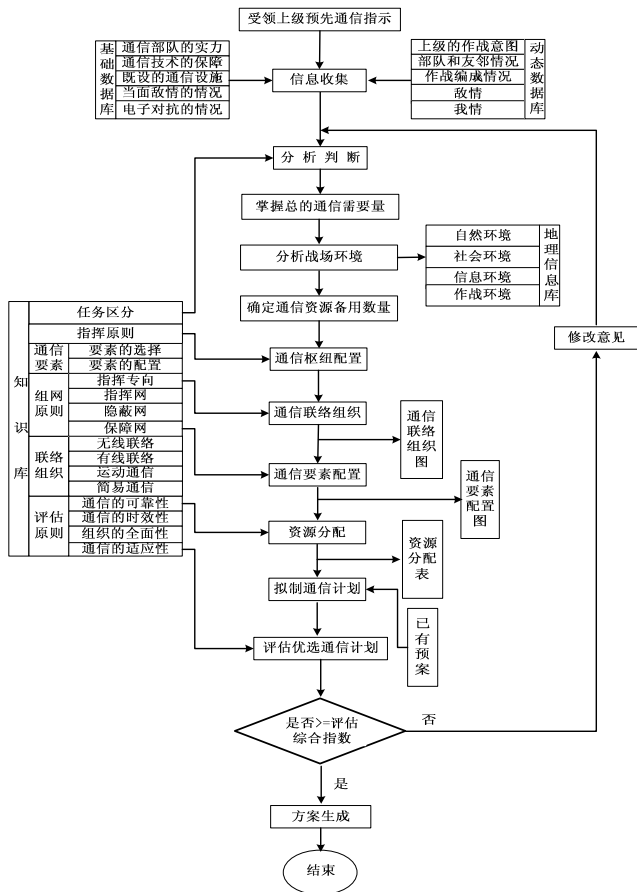 受领上级预先通信指示
基础数据库
通信部队的实力
通信技术的保障
既设的通信设施
当面敌情的情况
电子对抗的情况
信息收集
上级的作战意图
部队和友邻情况
作战编成情况
敌情
我情
动态数据库
分析判断
掌握总的通信需要量
分析战场环境
自然环境
社会环境
信息环境
作战环境
地理信息库
确定通信资源备用数量
修改意见
知识库
任务区分
指挥原则
通信
要素
要素的选择
要素的配置
组网
原则
指挥专向
指挥网
隐蔽网
保障网
联络
组织
无线联络
有线联络
运动通信
简易通信
评估
原则
通信的可靠性
通信的时效性
组织的全面性
通信的适应性
通信枢纽配置
通信联络组织
通信
联络
组织
图
通信要素配置
通信
要素
配置
图
资源分配
资源
分配
表
拟制通信计划
已有预案
评估优选通信计划
是否>=评估
综合指数
否
是
方案生成
结束